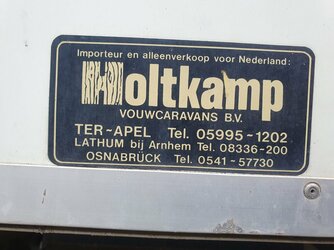 Importeur en alleenverkoop voor Nederland:
Holtkamp
VOUWCARAVANS B.V.
TER-APEL Tel. 05995-1202
LATHUM bij Arnhem Tel. 08336-200
OSNABRÜCK Tel. 0541-57730